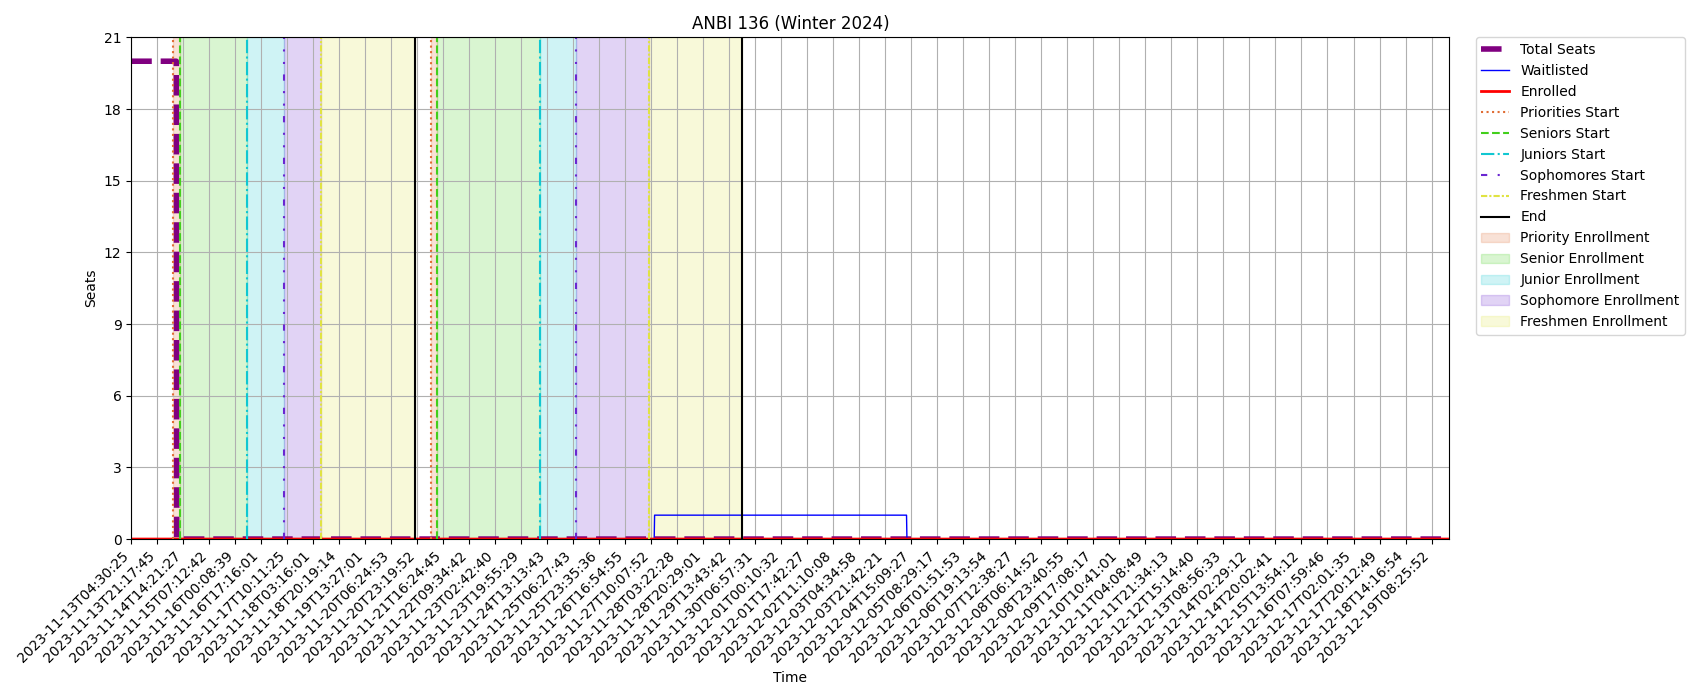 ANBI 136 (Winter 2024)
Seats
21
18
15
12
9
6
3
0
2023-11-13T04:30:25
2023-11-13T21:17:45
2023-11-14T14:21:27
2023-11-15T07:12:42
2023-11-16T00:08:39
2023-11-16T17:16:01
2023-11-17T10:11:25
2023-11-18T03:16:01
2023-11-18T20:19:14
2023-11-19T13:27:01
2023-11-20T06:24:53
2023-11-20T23:19:52
2023-11-21T16:24:45
2023-11-22T09:34:42
2023-11-23T02:42:40
2023-11-23T19:55:29
2023-11-24T13:13:43
2023-11-25T06:27:43
2023-11-25T23:35:36
2023-11-26T16:54:55
2023-11-27T10:07:52
2023-11-28T03:22:28
2023-11-28T20:29:01
2023-11-29T13:43:42
2023-11-30T06:57:31
2023-12-01T00:10:32
2023-12-01T17:42:27
2023-12-02T11:10:08
2023-12-03T04:34:58
2023-12-03T21:42:21
2023-12-04T15:09:27
2023-12-05T08:29:17
2023-12-06T01:51:53
2023-12-06T19:13:54
2023-12-07T12:38:27
2023-12-08T06:14:52
2023-12-08T23:40:55
2023-12-09T17:08:17
2023-12-10T10:41:01
2023-12-11T04:08:49
2023-12-11T21:34:13
2023-12-12T15:14:40
2023-12-13T08:56:33
2023-12-14T02:29:12
2023-12-14T20:02:41
2023-12-15T13:54:12
2023-12-16T07:59:46
2023-12-17T02:01:35
2023-12-17T20:12:49
2023-12-18T14:16:54
2023-12-19T08:25:52
Time
Total Seats
Waitlisted
Enrolled
Priorities Start
Seniors Start
Juniors Start
Sophomores Start
Freshmen Start
End
Priority Enrollment
Senior Enrollment
Junior Enrollment
Sophomore Enrollment
Freshmen Enrollment